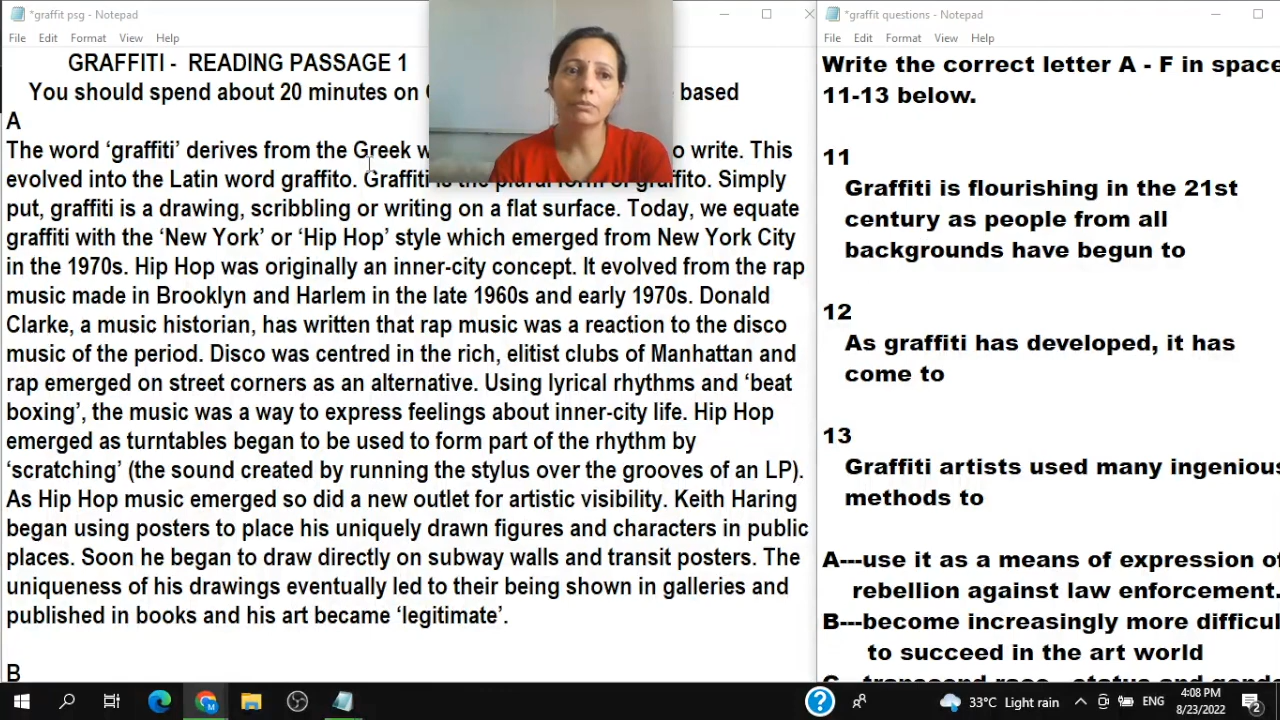 *graffit psg - Notepad
File Edit Format View Help
GRAFFITI - READING PASSAGE 1
You should spend about 20 minutes on based
A
The word ‘graffiti’ derives from the Greek o write. This
evolved into the Latin word graffito. Graffiti is the plural form of graffito. Simply
put, graffiti is a drawing, scribbling or writing on a flat surface. Today, we equate
graffiti with the ‘New York’ or ‘Hip Hop’ style which emerged from New York City
in the 1970s. Hip Hop was originally an inner-city concept. It evolved from the rap
music made in Brooklyn and Harlem in the late 1960s and early 1970s. Donald
Clarke, a music historian, has written that rap music was a reaction to the disco
music of the period. Disco was centred in the rich, elitist clubs of Manhattan and
rap emerged on street corners as an alternative. Using lyrical rhythms and ‘beat
boxing’, the music was a way to express feelings about inner-city life. Hip Hop
emerged as turntables began to be used to form part of the rhythm by
‘scratching’ (the sound created by running the stylus over the grooves of an LP).
As Hip Hop music emerged so did a new outlet for artistic visibility. Keith Haring
began using posters to place his uniquely drawn figures and characters in public
places. Soon he began to draw directly on subway walls and transit posters. The
uniqueness of his drawings eventually led to their being shown in galleries and
published in books and his art became ‘legitimate’.
B
*graffit questions - Notepad
File Edit Format View Help
Write the correct letter A - F in space
11-13 below.
11
Graffiti is flourishing in the 21st
century as people from all
backgrounds have begun to
12
As graffiti has developed, it has
come to
13
Graffiti artists used many ingenious
methods to
A---use it as a means of expression of
rebellion against law enforcement.
B---become increasingly more difficul
to succeed in the art world
C - transcend race, status and gende
33°C Light rain
ENG
4:08 PM
8/23/2022
2